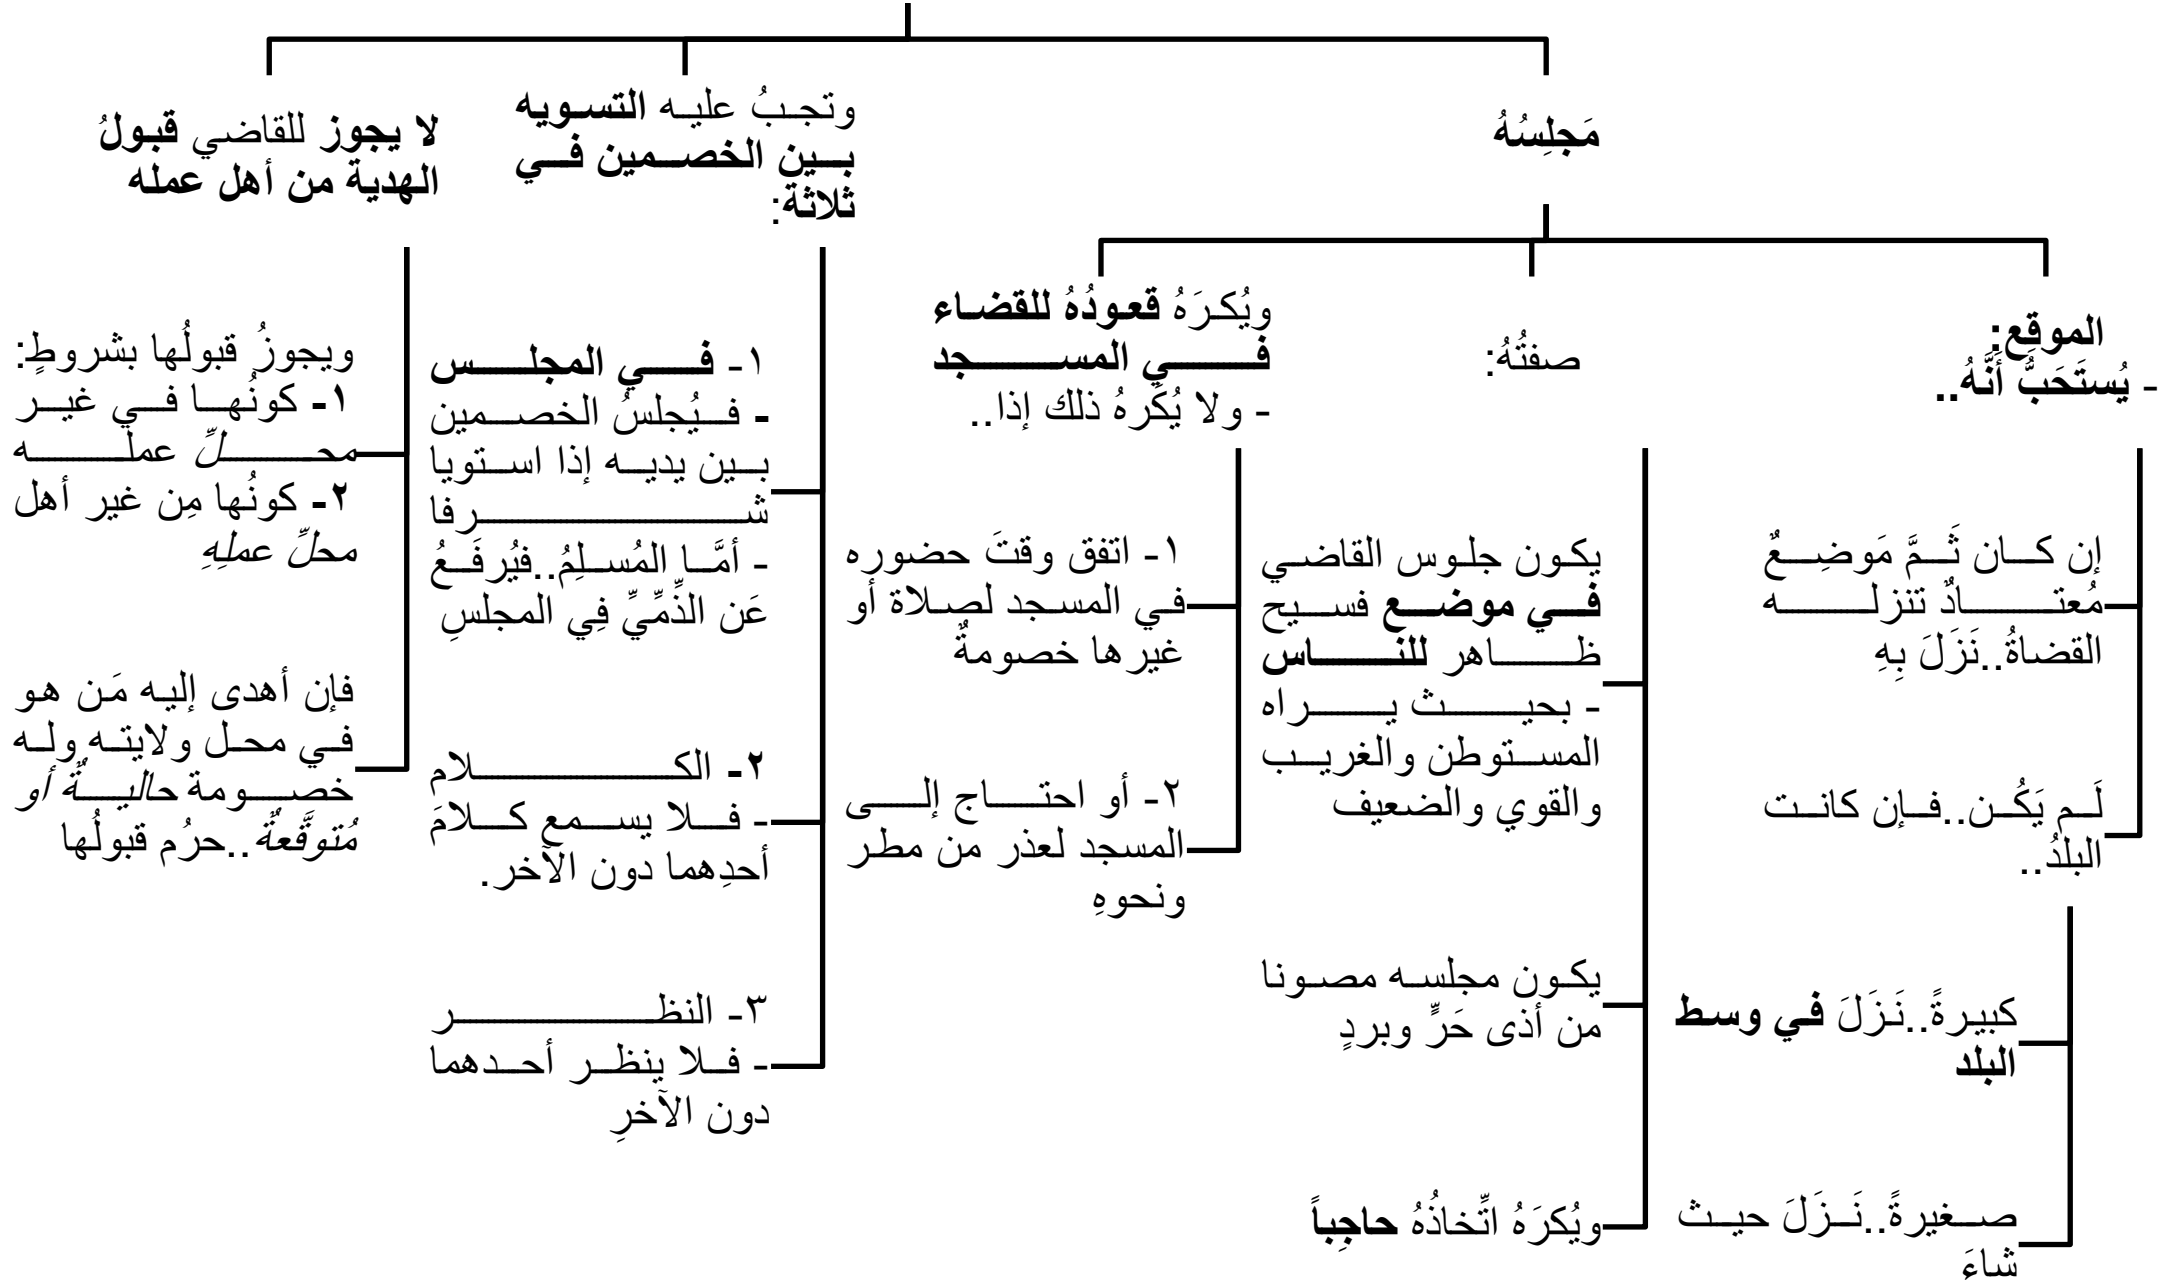 مَجلِسُهُ
الموقع:
- يُستَحَبُّ أَنَّهُ..
إن كان ثَمَّ مَوضِعٌ
مُعتادٌ تنزله
القضاةُ..نَزَلَ بِهِ
لَم يَكُن..فإن كانت
البلدُ..
كبيرةً..نَزَلَ في وسط
البلد
صغيرةً..نَزَلَ حيث
شاءَ
صفتُهُ:
يكون جلوس القاضي
في موضع فسيح
ظاهر للناس
- بحيث يراه
المستوطن والغريب
والقوي والضعيف
يكون مجلسه مصونا
من أذى حَرٍّ وبردٍ
ويُكرَهُ اتِّخاذُهُ حاجِباً
ويُكرَهُ قعودُهُ للقضاء
في المسجد
- ولا يُكَرهُ ذلك إذا..
١- اتفق وقتَ حضوره
في المسجد لصلاة أو
غيرها خصومةٌ
٢- أو احتاج إلى
المسجد لعذر من مطر
ونحوهِ
وتجبُ عليه التسويه
بين الخصمين في
ثلاثة:
١- في المجلس
- فيُجلسُ الخصمين
بين يديه إذا استويا
شرفا
- أمَّا المُسلِمُ..فيُرفَعُ
عَن الذِّمِّيِّ فِي المجلسِ
٢- الكلام
- فلا يسمع كلامَ
أحدِهما دون الآخر.
٣- النظر
- فلا ينظر أحدهما
دون الآخرِ
لا يجوز للقاضي قبولُ
الهدية من أهل عمله
ويجوزُ قبولُها بشروطٍ:
١- كونُها في غير
محلِّ عمله
٢- كونُها مِن غير أهل
محلِّ عملِهِ
فإن أهدى إليه مَن هو
في محل ولايته وله
خصومة حاليةٌ أو
مُتوقَّعةٌ..حرُم قبولُها